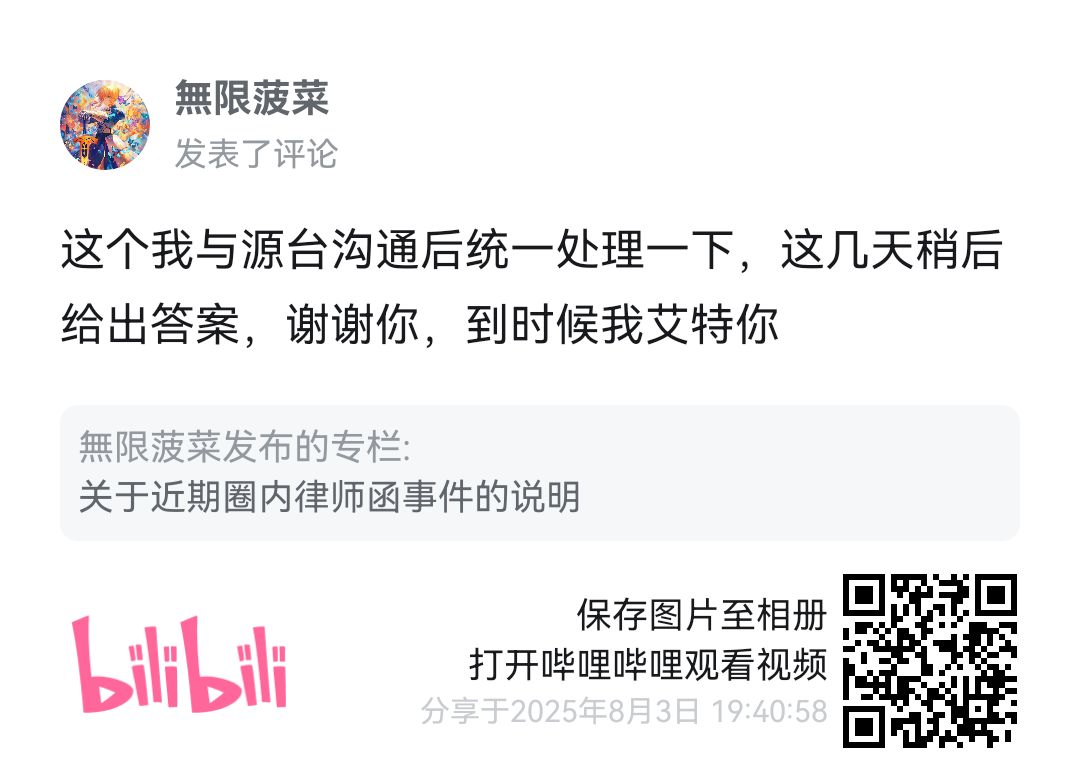 無限菠菜
发表了评论
这个我与源台沟通后统一处理一下，这几天稍后
给出答案，谢谢你，到时候我艾特你
無限菠菜发布的专栏:
关于近期圈内律师函事件的说明
bilibili
保存图片至相册
打开哔哩哔哩观看视频
分享于2025年8月3日 19:40:58